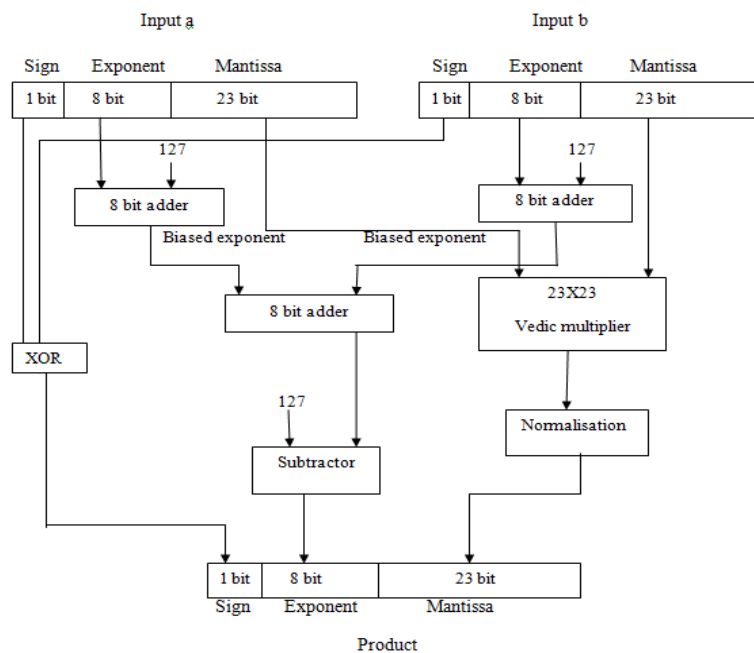 Input a Input b
Sign Exponent Mantissa Sign Exponent Mantissa
1 bit 8 bit 23 bit 1 bit 8 bit 23 bit
127 127
8 bit adder 8 bit adder
Biased exponent Biased exponent
23X23
Vedic multiplier
8 bit adder
XOR
127
Normalisation
Subtractor
1 bit 8 bit 23 bit
Sign Exponent Mantissa
Product